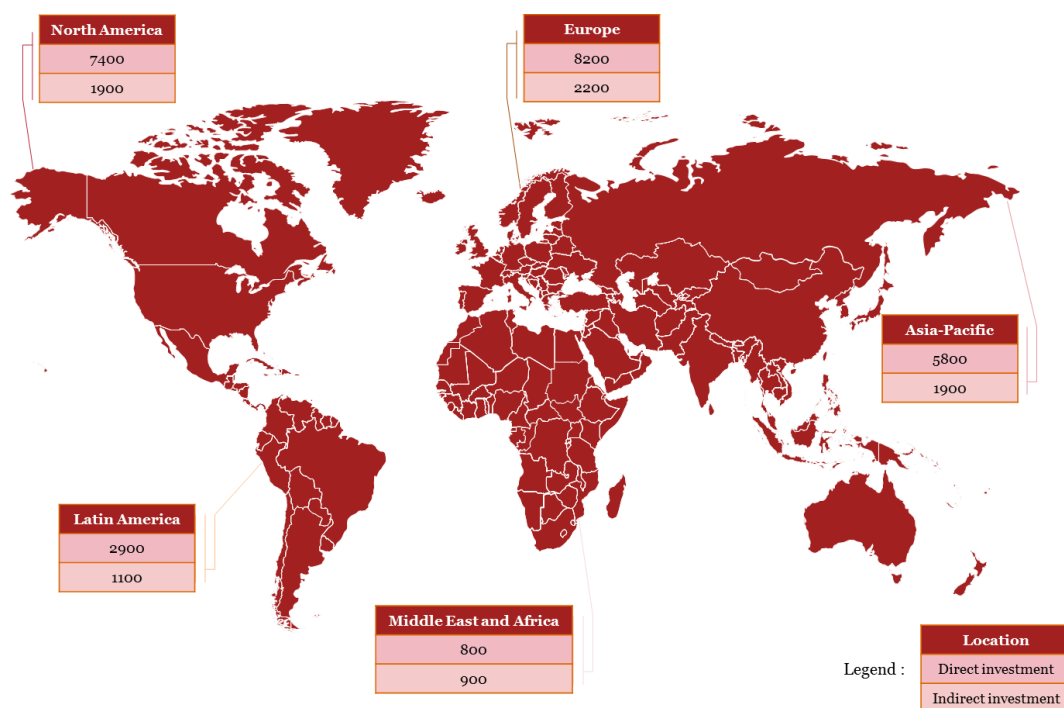 North America
7400
1900
Europe
8200
2200
Asia-Pacific
5800
1900
Latin America
2900
1100
Middle East and Africa
800
900
Legend :
Location
Direct investment
Indirect investment